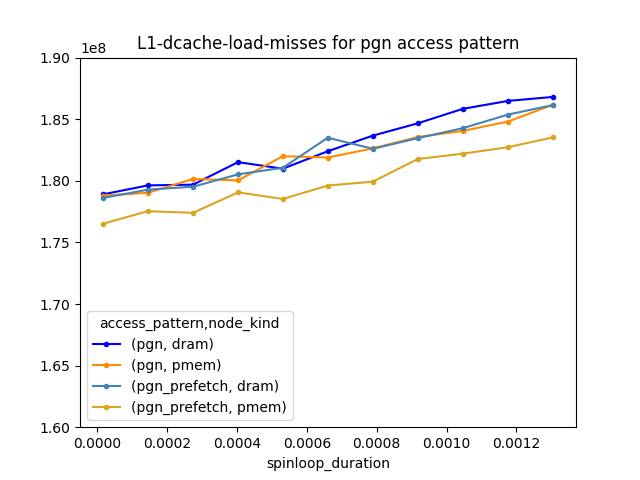 L1-dcache-load-misses for pgn access pattern
1e8
1.90
1.85
1.80
1.75
1.70
1.65
1.60
access_pattern,node_kind
(pgn, dram)
(pgn, pmem)
(pgn_prefetch, dram)
(pgn_prefetch, pmem)
0.0000 0.0002 0.0004 0.0006 0.0008 0.0010 0.0012
spinloop_duration